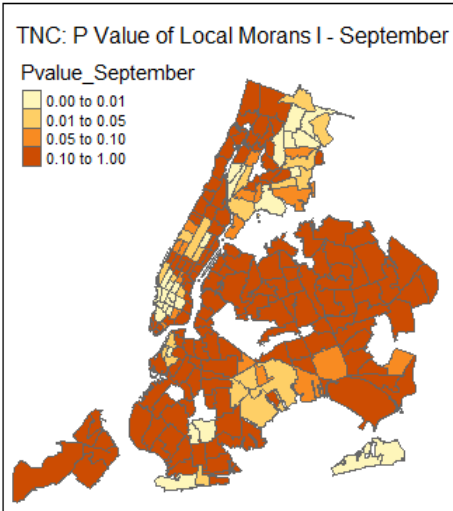 TNC: P Value of Local Morans I - September
Pvalue_September
0.00 to 0.01
0.01 to 0.05
0.05 to 0.10
0.10 to 1.00